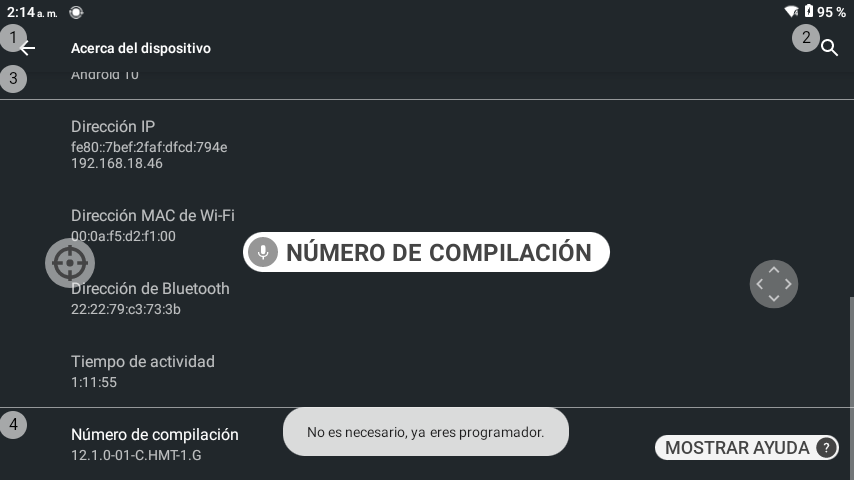 2:14 a. m. 95 %
1 Acerca del dispositivo 2
3 Android 10
Dirección IP
fe80::7bef:2faf:dfcd:794e
192.168.18.46
Dirección MAC de Wi-Fi
00:0a:f5:d2:f1:00
NÚMERO DE COMPILACIÓN
Dirección de Bluetooth
22:22:79:c3:73:3b
Tiempo de actividad
1:11:55
4 Número de compilación
12.1.0-01-C.HMT-1.G
No es necesario, ya eres programador.
MOSTRAR AYUDA ?